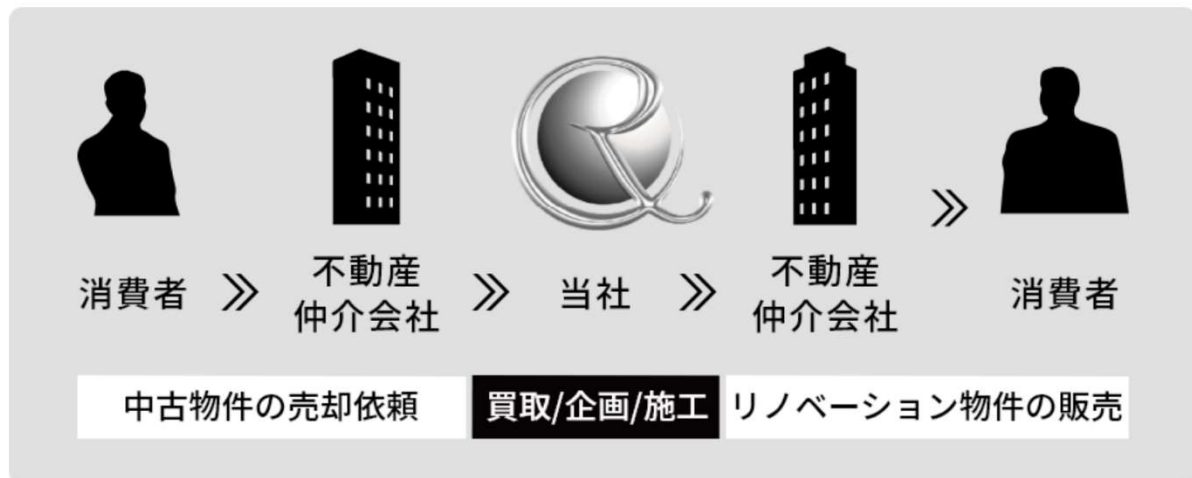 消費者 ≫ 不動産仲介会社 ≫ 当社 ≫ 不動産仲介会社 ≫ 消費者
中古物件の売却依頼 買取/企画/施工 リノベーション物件の販売